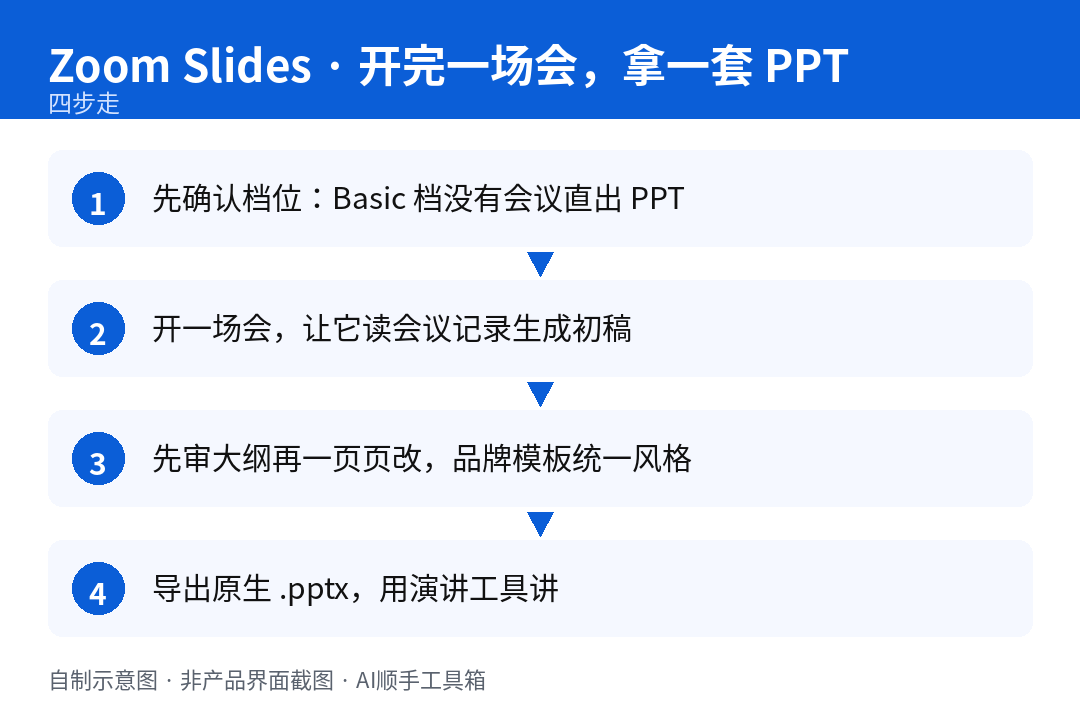 Zoom Slides · 开完一场会，拿一套 PPT
四步走
1 先确认档位：Basic 档没有会议直出 PPT
2 开一场会，让它读会议记录生成初稿
3 先审大纲再一页页改，品牌模板统一风格
4 导出原生 .pptx，用演讲工具讲
自制示意图 · 非产品界面截图 · AI顺手工具箱